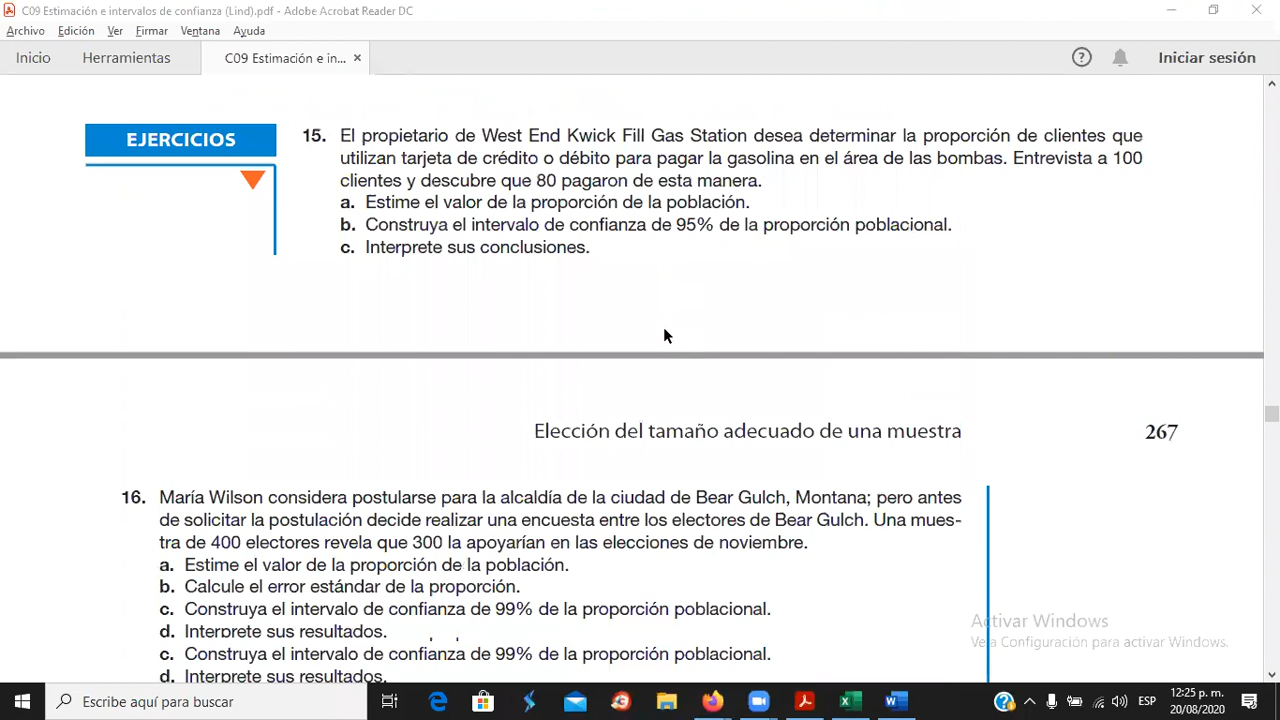 C09 Estimación e intervalos de confianza (Lind).pdf - Adobe Acrobat Reader DC
Archivo Edición Ver Firmar Ventana Ayuda
Inicio Herramientas C09 Estimación e in... × Iniciar sesión
EJERCICIOS
15. El propietario de West End Kwick Fill Gas Station desea determinar la proporción de clientes que
utilizan tarjeta de crédito o débito para pagar la gasolina en el área de las bombas. Entrevista a 100
clientes y descubre que 80 pagaron de esta manera.
a. Estime el valor de la proporción de la población.
b. Construya el intervalo de confianza de 95% de la proporción poblacional.
c. Interprete sus conclusiones.
Elección del tamaño adecuado de una muestra 267
16. María Wilson considera postularse para la alcaldía de la ciudad de Bear Gulch, Montana; pero antes
de solicitar la postulación decide realizar una encuesta entre los electores de Bear Gulch. Una mues-
tra de 400 electores revela que 300 la apoyarían en las elecciones de noviembre.
a. Estime el valor de la proporción de la población.
b. Calcule el error estándar de la proporción.
c. Construya el intervalo de confianza de 99% de la proporción poblacional.
d. Interprete sus resultados.
c. Construya el intervalo de confianza de 99% de la proporción poblacional.
d. Interprete sus resultados.
Activar Windows
Ve a Configuración para activar Windows.
Escribe aquí para buscar
ESP
12:25 p. m.
20/08/2020